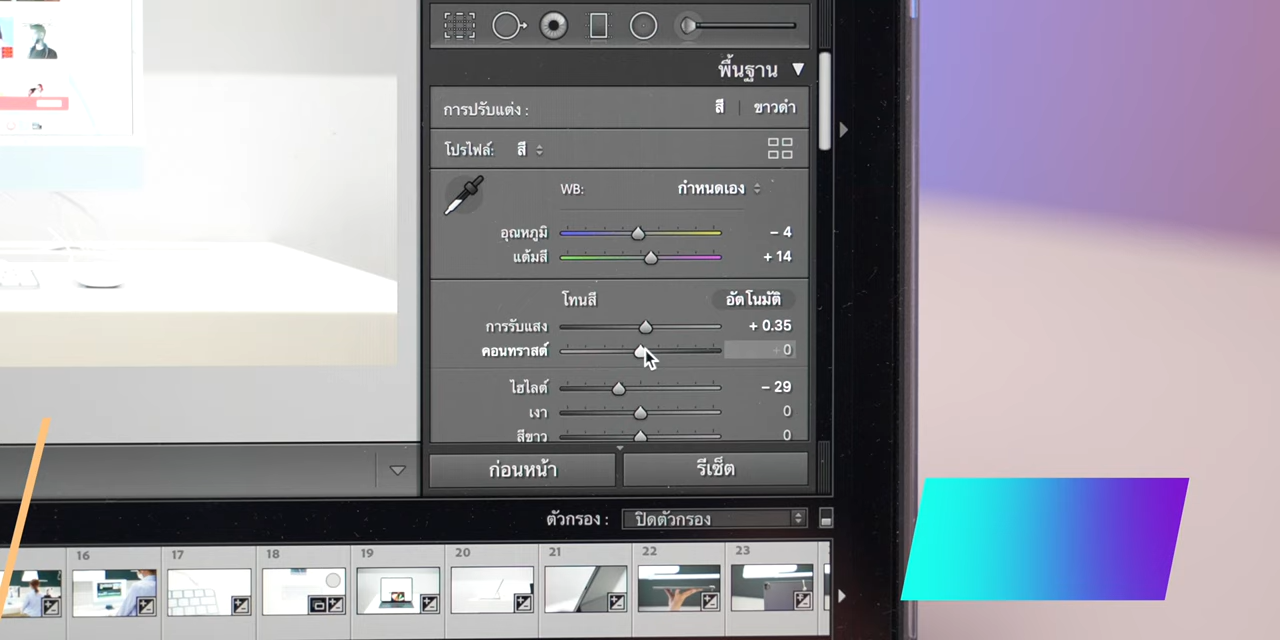 พื้นฐาน
การปรับแต่ง : สี | ขาวดำ
โปรไฟล์: สี
WB: กำหนดเอง
อุณหภูมิ - 4
แต้มสี + 14
โทนสี อัตโนมัติ
การรับแสง + 0.35
คอนทราสต์ + 0
ไฮไลต์ - 29
เงา 0
สีขาว 0
ก่อนหน้า รีเซ็ต
ตัวกรอง : ปิดตัวกรอง
16 17 18 19 20 21 22 23